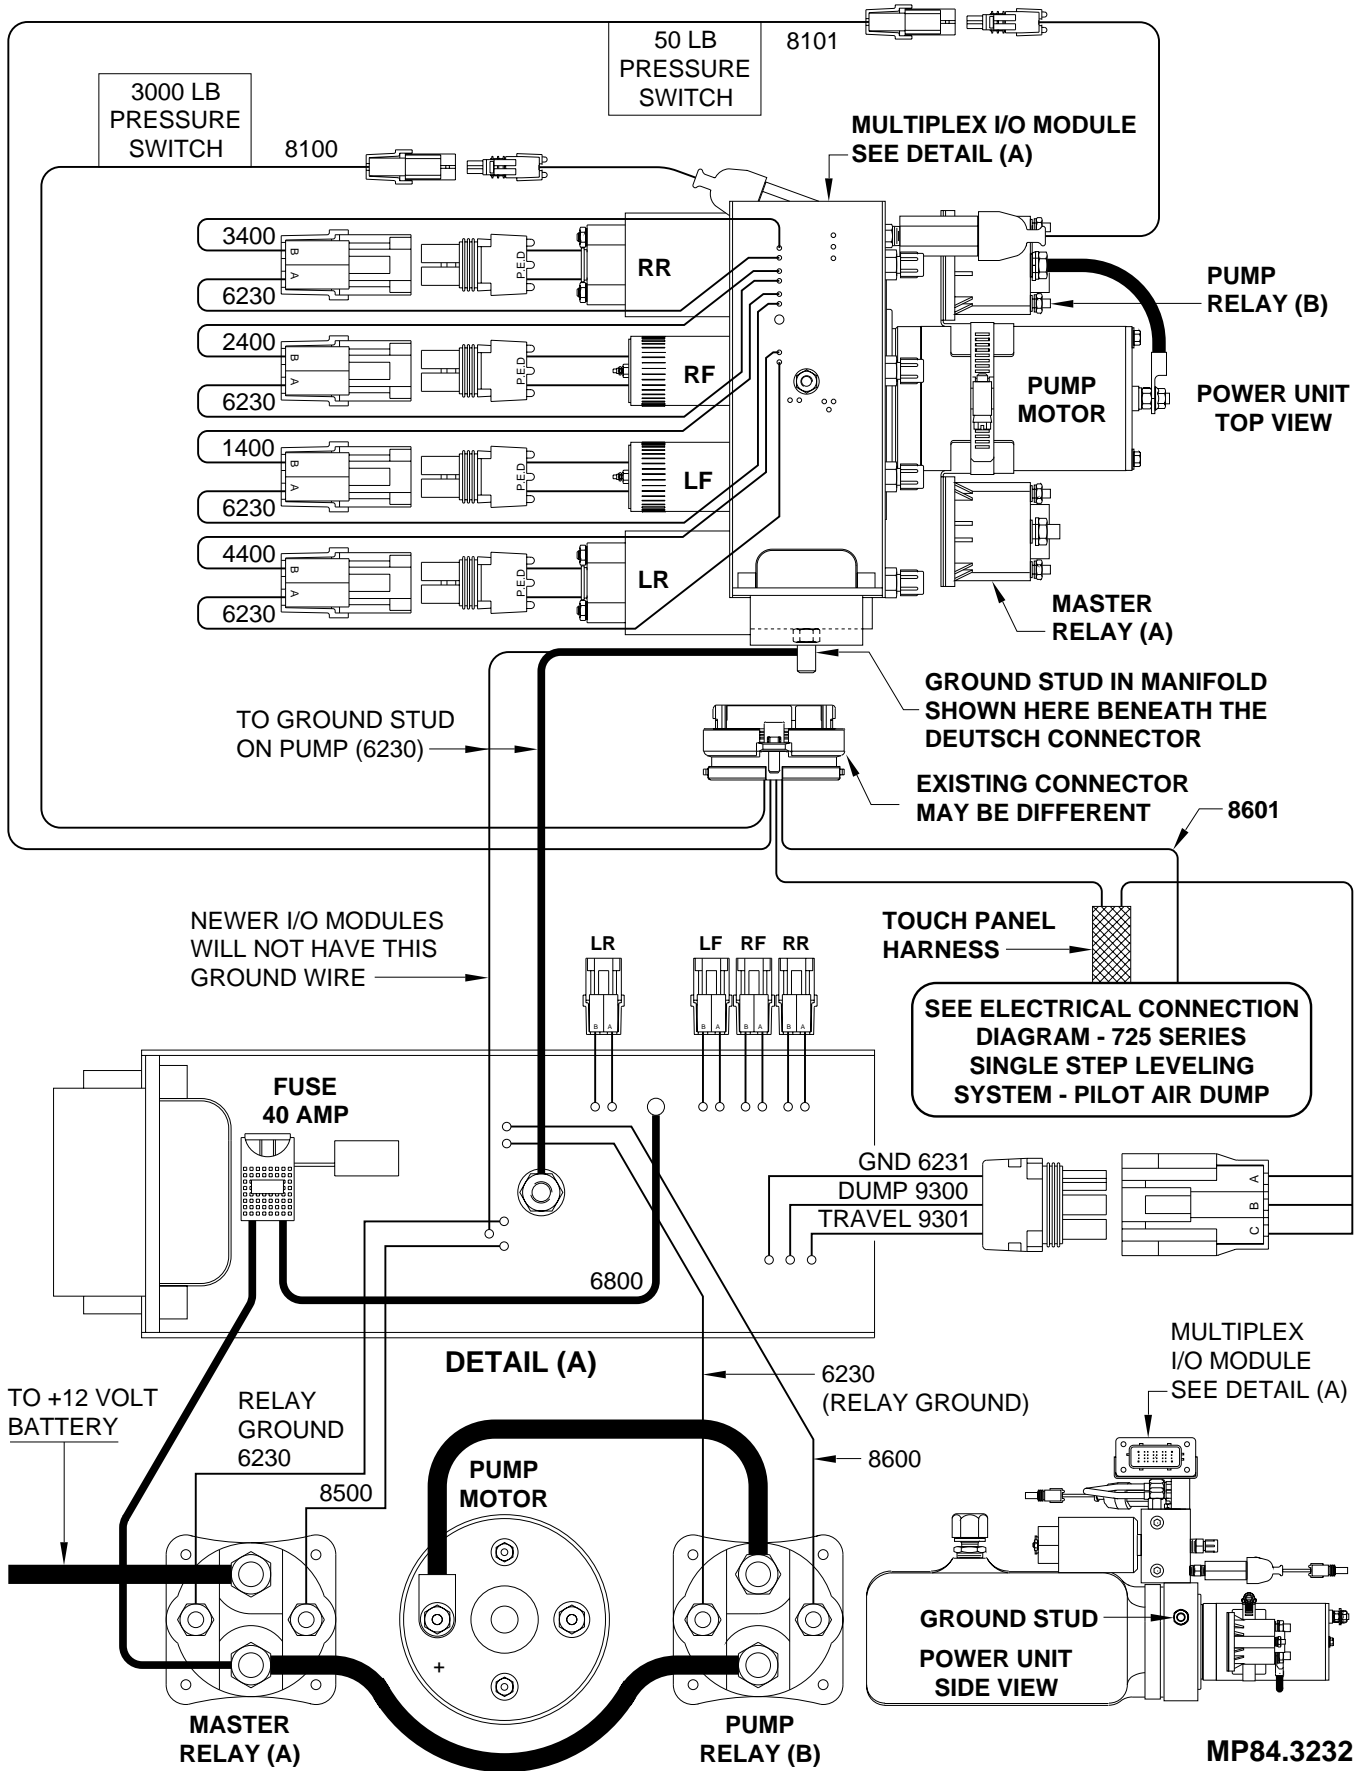 50 LB
PRESSURE
SWITCH
8101
3000 LB
PRESSURE
SWITCH
8100
MULTIPLEX I/O MODULE
SEE DETAIL (A)
3400
B
A
6230
P.E.D
RR
2400
B
A
6230
P.E.D
RF
1400
B
A
6230
P.E.D
LF
4400
B
A
6230
P.E.D
LR
PUMP
RELAY (B)
PUMP
MOTOR
POWER UNIT
TOP VIEW
MASTER
RELAY (A)
GROUND STUD IN MANIFOLD
SHOWN HERE BENEATH THE
DEUTSCH CONNECTOR
TO GROUND STUD
ON PUMP (6230)
EXISTING CONNECTOR
MAY BE DIFFERENT
8601
NEWER I/O MODULES
WILL NOT HAVE THIS
GROUND WIRE
LR
LF
RF
RR
B A
B A
B A
B A
TOUCH PANEL
HARNESS
SEE ELECTRICAL CONNECTION
DIAGRAM - 725 SERIES
SINGLE STEP LEVELING
SYSTEM - PILOT AIR DUMP
FUSE
40 AMP
GND 6231
DUMP 9300
TRAVEL 9301
A
B
C
6800
DETAIL (A)
TO +12 VOLT
BATTERY
RELAY
GROUND
6230
8500
6230
(RELAY GROUND)
8600
PUMP
MOTOR
+
MASTER
RELAY (A)
PUMP
RELAY (B)
MULTIPLEX
I/O MODULE
SEE DETAIL (A)
GROUND STUD
POWER UNIT
SIDE VIEW
MP84.3232